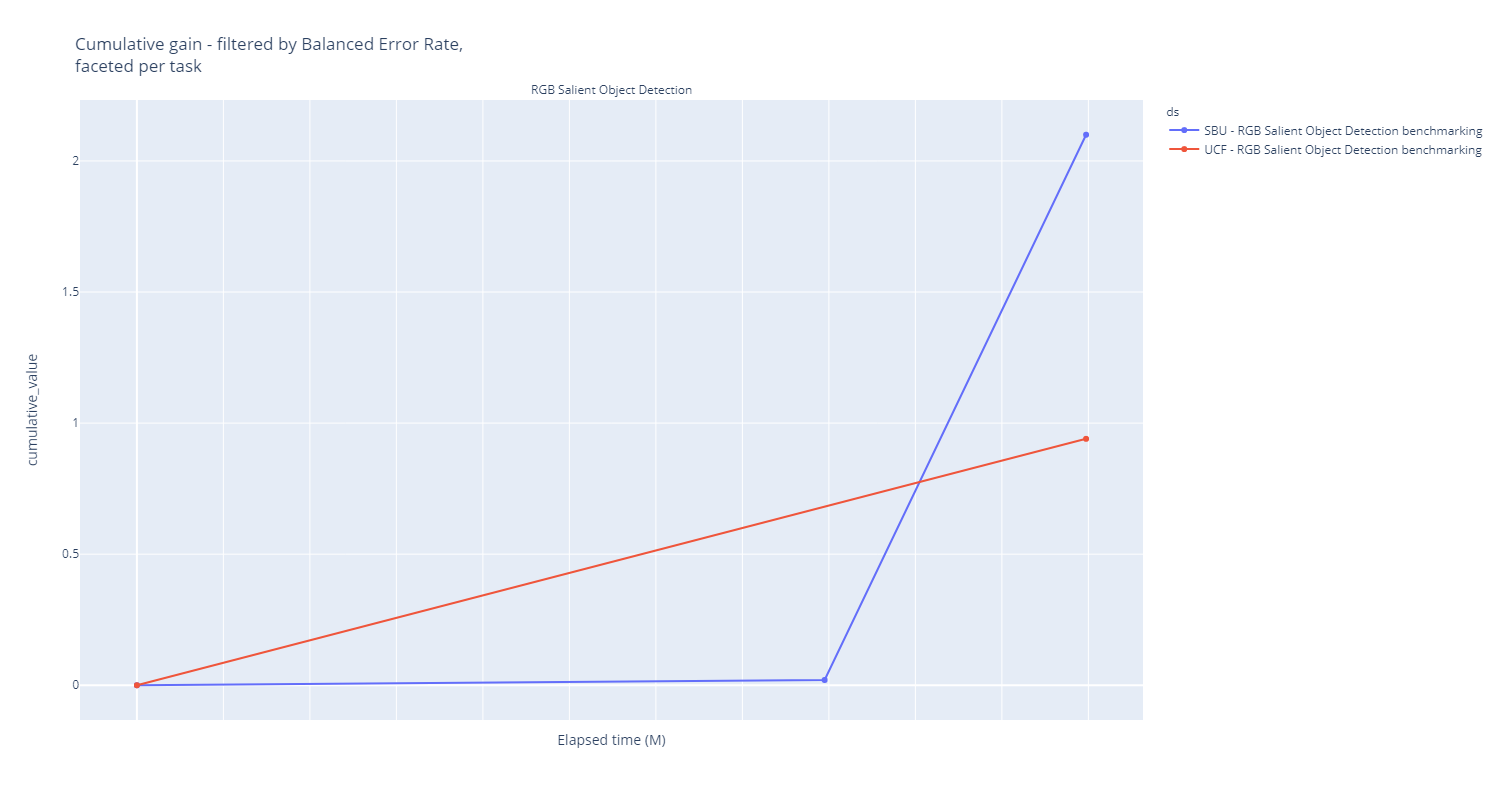 Cumulative gain - filtered by Balanced Error Rate,
faceted per task
RGB Salient Object Detection
ds
SBU - RGB Salient Object Detection benchmarking
UCF - RGB Salient Object Detection benchmarking
2
1.5
1
0.5
0
cumulative_value
Elapsed time (M)